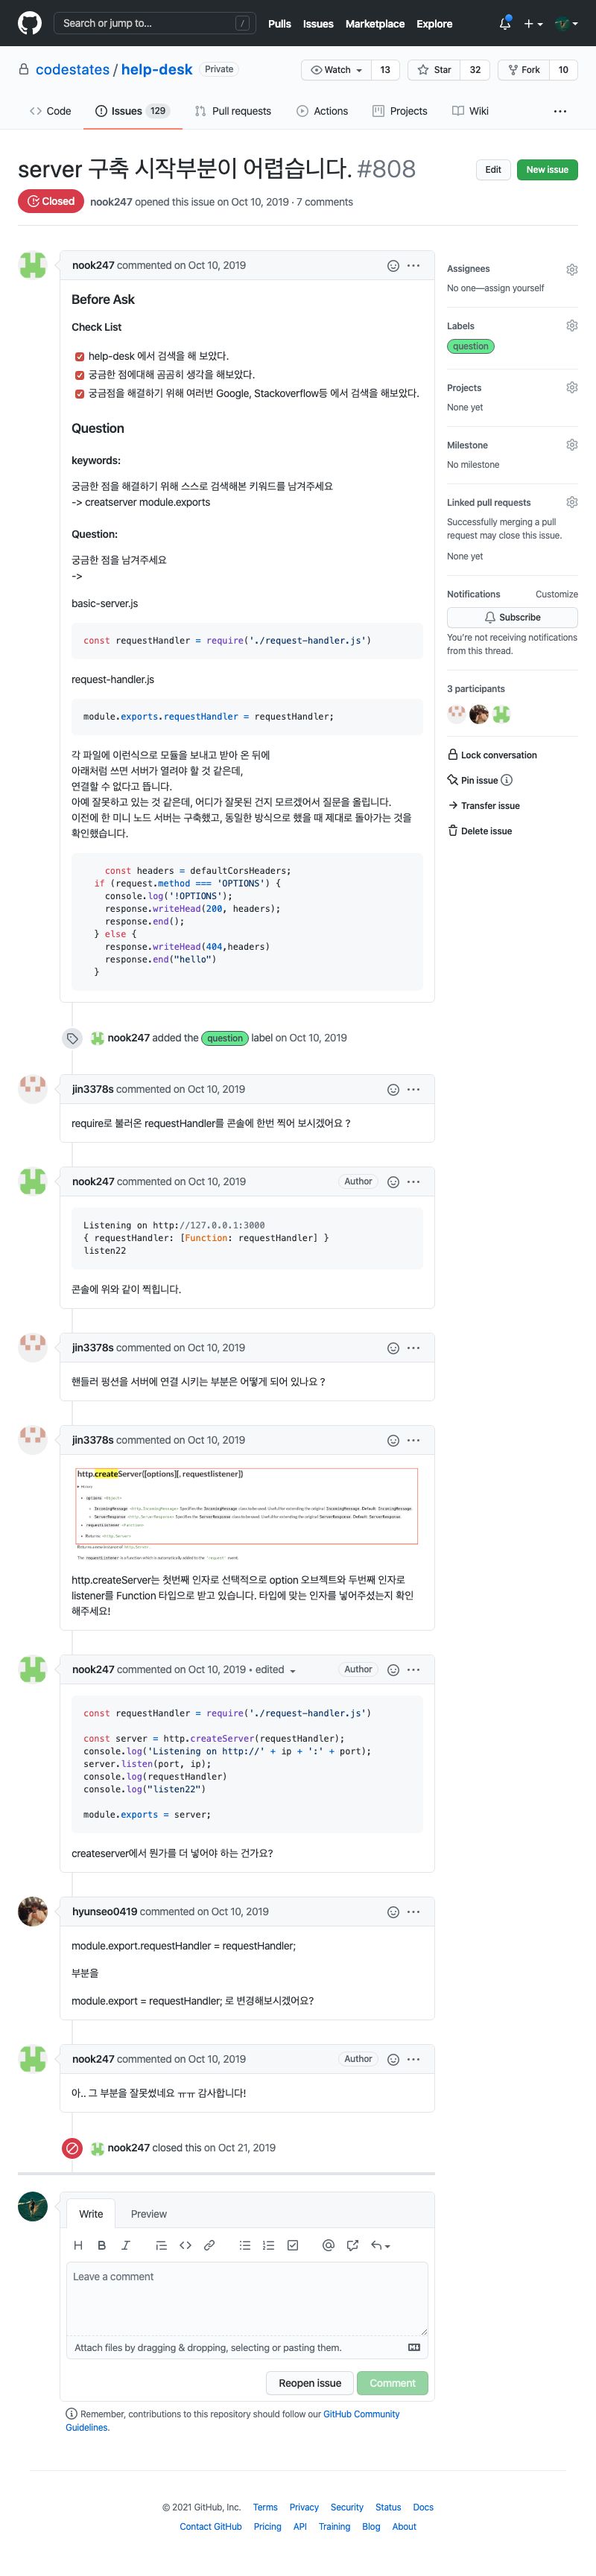 Search or jump to...
/
Pulls Issues Marketplace Explore
codestates / help-desk Private
Watch 13
Star 32
Fork 10
Code
Issues 129
Pull requests
Actions
Projects
Wiki
server 구축 시작부분이 어렵습니다. #808
Edit
New issue
Closed
nook247 opened this issue on Oct 10, 2019 · 7 comments
nook247 commented on Oct 10, 2019
Before Ask
Check List
help-desk 에서 검색을 해 보았다.
궁금한 점에대해 곰곰히 생각을 해보았다.
궁금점을 해결하기 위해 여러번 Google, Stackoverflow등 에서 검색을 해보았다.
Question
keywords:
궁금한 점을 해결하기 위해 스스로 검색해본 키워드를 남겨주세요
-> creatserver module.exports
Question:
궁금한 점을 남겨주세요
->
basic-server.js
const requestHandler = require('./request-handler.js')
request-handler.js
module.exports.requestHandler = requestHandler;
각 파일에 이런식으로 모듈을 보내고 받아 온 뒤에
아래처럼 쓰면 서버가 열려야 할 것 같은데,
연결할 수 없다고 뜹니다.
아예 잘못하고 있는 것 같은데, 어디가 잘못된 건지 모르겠어서 질문을 올립니다.
이전에 한 미니 노드 서버는 구축했고, 동일한 방식으로 했을 때 제대로 돌아가는 것을
확인했습니다.
const headers = defaultCorsHeaders;
if (request.method === 'OPTIONS') {
console.log('!OPTIONS');
response.writeHead(200, headers);
response.end();
} else {
response.writeHead(404,headers)
response.end("hello")
}
Assignees
No one—assign yourself
Labels
question
Projects
None yet
Milestone
No milestone
Linked pull requests
Successfully merging a pull
request may close this issue.
None yet
Notifications Customize
Subscribe
You're not receiving notifications
from this thread.
3 participants
Lock conversation
Pin issue
Transfer issue
Delete issue
nook247 added the question label on Oct 10, 2019
jin3378s commented on Oct 10, 2019
require로 불러온 requestHandler를 콘솔에 한번 찍어 보시겠어요 ?
nook247 commented on Oct 10, 2019
Author
Listening on http://127.0.0.1:3000
{ requestHandler: [Function: requestHandler] }
listen22
콘솔에 위와 같이 찍힙니다.
jin3378s commented on Oct 10, 2019
핸들러 펑션을 서버에 연결 시키는 부분은 어떻게 되어 있나요 ?
jin3378s commented on Oct 10, 2019
http.createServer([options][, requestlistener])
http.createServer는 첫번째 인자로 선택적으로 option 오브젝트와 두번째 인자로
listener를 Function 타입으로 받고 있습니다. 타입에 맞는 인자를 넣어주셨는지 확인
해주세요!
nook247 commented on Oct 10, 2019 • edited
Author
const requestHandler = require('./request-handler.js')
const server = http.createServer(requestHandler);
console.log('Listening on http://' + ip + ':' + port);
server.listen(port, ip);
console.log(requestHandler)
console.log("listen22")
module.exports = server;
createserver에서 뭔가를 더 넣어야 하는 건가요?
hyunseo0419 commented on Oct 10, 2019
module.export.requestHandler = requestHandler;
부분을
module.export = requestHandler; 로 변경해보시겠어요?
nook247 commented on Oct 10, 2019
Author
아.. 그 부분을 잘못썼네요 ㅠㅠ 감사합니다!
nook247 closed this on Oct 21, 2019
Write Preview
Leave a comment
Attach files by dragging & dropping, selecting or pasting them.
Reopen issue
Comment
Remember, contributions to this repository should follow our GitHub Community
Guidelines.
© 2021 GitHub, Inc. Terms Privacy Security Status Docs
Contact GitHub Pricing API Training Blog About